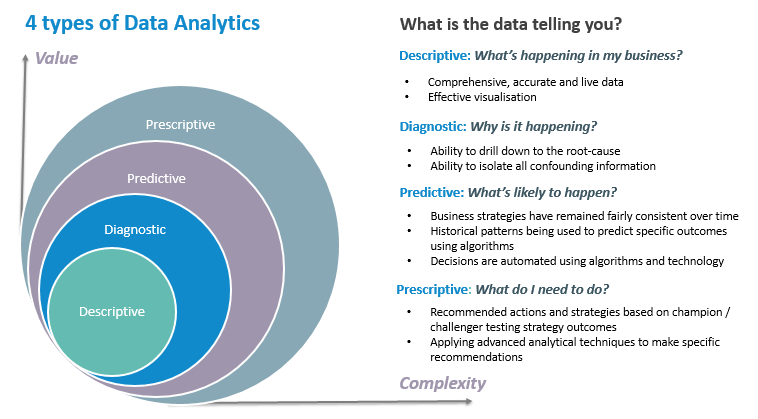 4 types of Data Analytics
Value
Prescriptive
Predictive
Diagnostic
Descriptive
What is the data telling you?
Descriptive: What's happening in my business?
• Comprehensive, accurate and live data
• Effective visualisation
Diagnostic: Why is it happening?
• Ability to drill down to the root-cause
• Ability to isolate all confounding information
Predictive: What's likely to happen?
• Business strategies have remained fairly consistent over time
• Historical patterns being used to predict specific outcomes
using algorithms
• Decisions are automated using algorithms and technology
Prescriptive: What do I need to do?
• Recommended actions and strategies based on champion /
challenger testing strategy outcomes
• Applying advanced analytical techniques to make specific
recommendations
Complexity